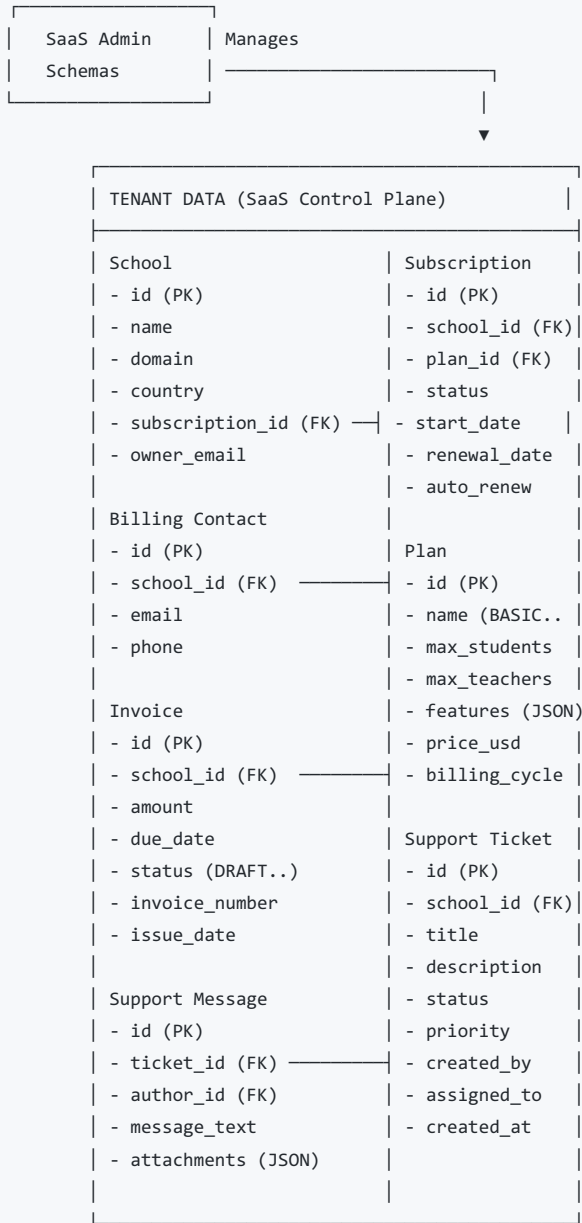 SaaS Admin Manages
Schemas
TENANT DATA (SaaS Control Plane)
School Subscription
- id (PK) - id (PK)
- name - school_id (FK)
- domain - plan_id (FK)
- country - status
- subscription_id (FK) - start_date
- owner_email - renewal_date
- auto_renew
Billing Contact
- id (PK) Plan
- school_id (FK) - id (PK)
- email - name (BASIC..
- phone - max_students
- max_teachers
Invoice - features (JSON)
- id (PK) - price_usd
- school_id (FK) - billing_cycle
- amount
- due_date Support Ticket
- status (DRAFT..) - id (PK)
- invoice_number - school_id (FK)
- issue_date - title
- description
Support Message - status
- id (PK) - priority
- ticket_id (FK) - created_by
- author_id (FK) - assigned_to
- message_text - created_at
- attachments (JSON)